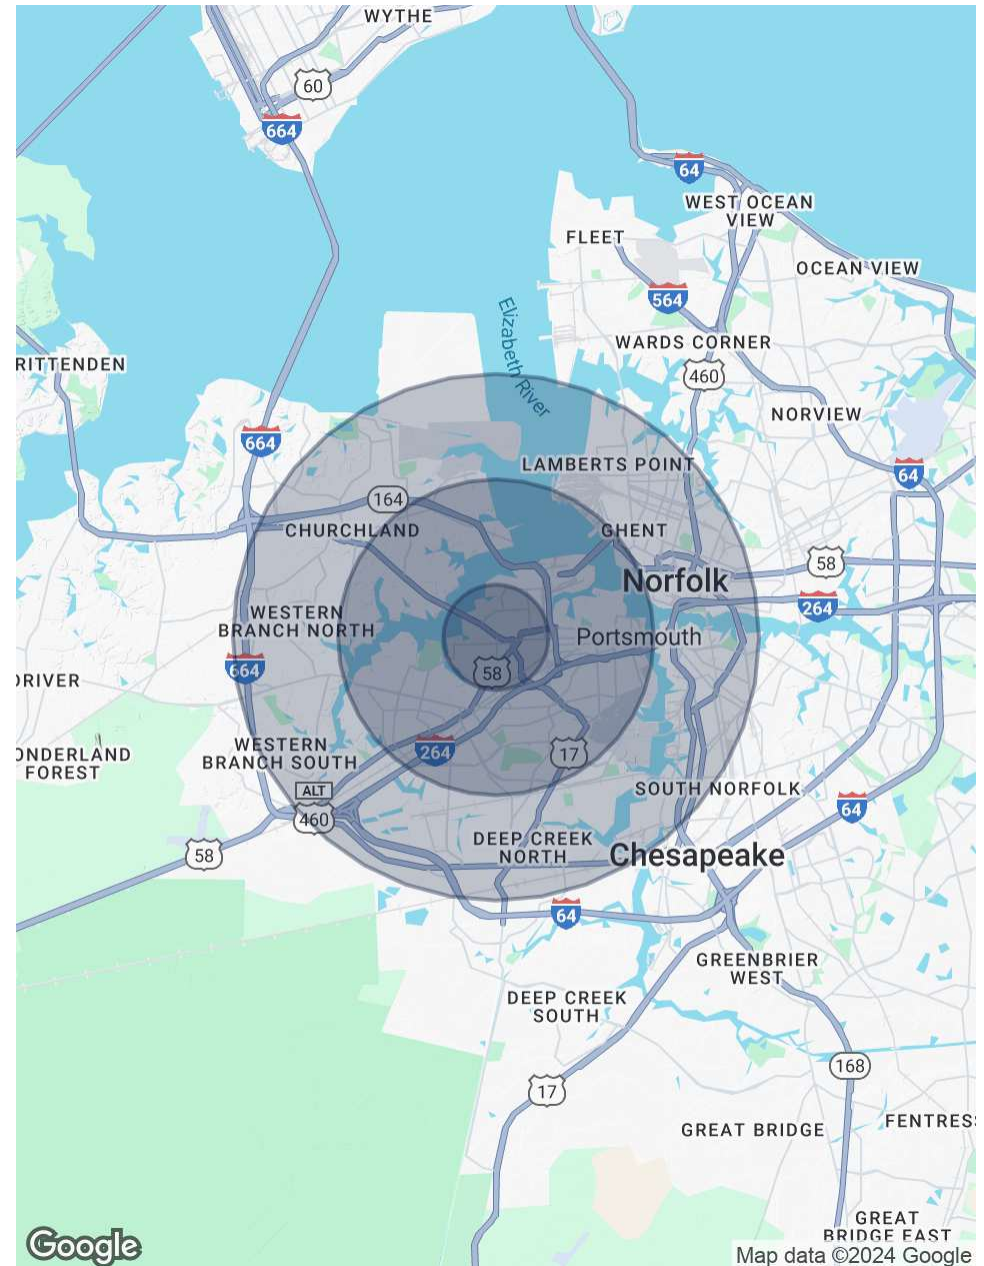 WYTHE
60
664
64
WEST OCEAN
VIEW
FLEET
OCEAN VIEW
564
Elizabeth River
WARDS CORNER
RITTENDEN
460
NORVIEW
664
LAMBERTS POINT
64
164
CHURCHLAND
GHENT
58
Norfolk
264
WESTERN
BRANCH NORTH
Portsmouth
664
58
DRIVER
ONDERLAND
FOREST
WESTERN
BRANCH SOUTH
264
17
ALT
460
SOUTH NORFOLK
64
58
DEEP CREEK
NORTH
Chesapeake
64
GREENBRIER
WEST
DEEP CREEK
SOUTH
168
17
GREAT BRIDGE
FENTRES
GREAT
BRIDGE EAST
Google
Map data ©2024 Google